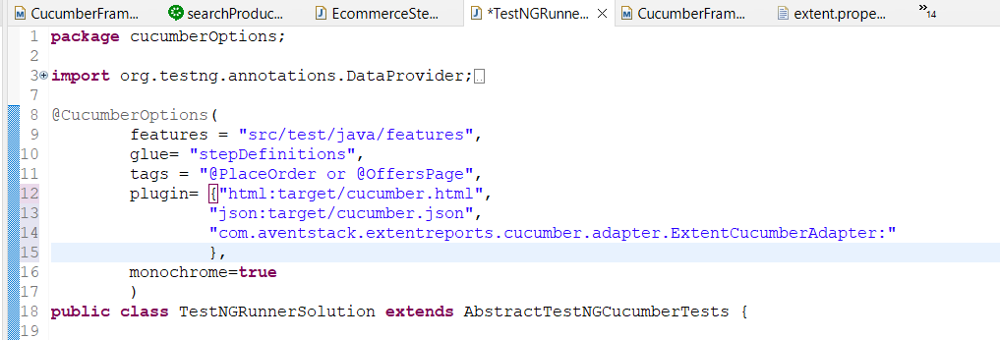 CucumberFram... searchProduc... EcommerceSte... *TestNGRunne... CucumberFram... extent.prope... »14
1 package cucumberOptions;
2
3 import org.testng.annotations.DataProvider;
7
8 @CucumberOptions(
9 features = "src/test/java/features",
10 glue= "stepDefinitions",
11 tags = "@PlaceOrder or @OffersPage",
12 plugin= {"html:target/cucumber.html",
13 "json:target/cucumber.json",
14 "com.aventstack.extentreports.cucumber.adapter.ExtentCucumberAdapter:"
15 },
16 monochrome=true
17 )
18 public class TestNGRunnerSolution extends AbstractTestNGCucumberTests {
19